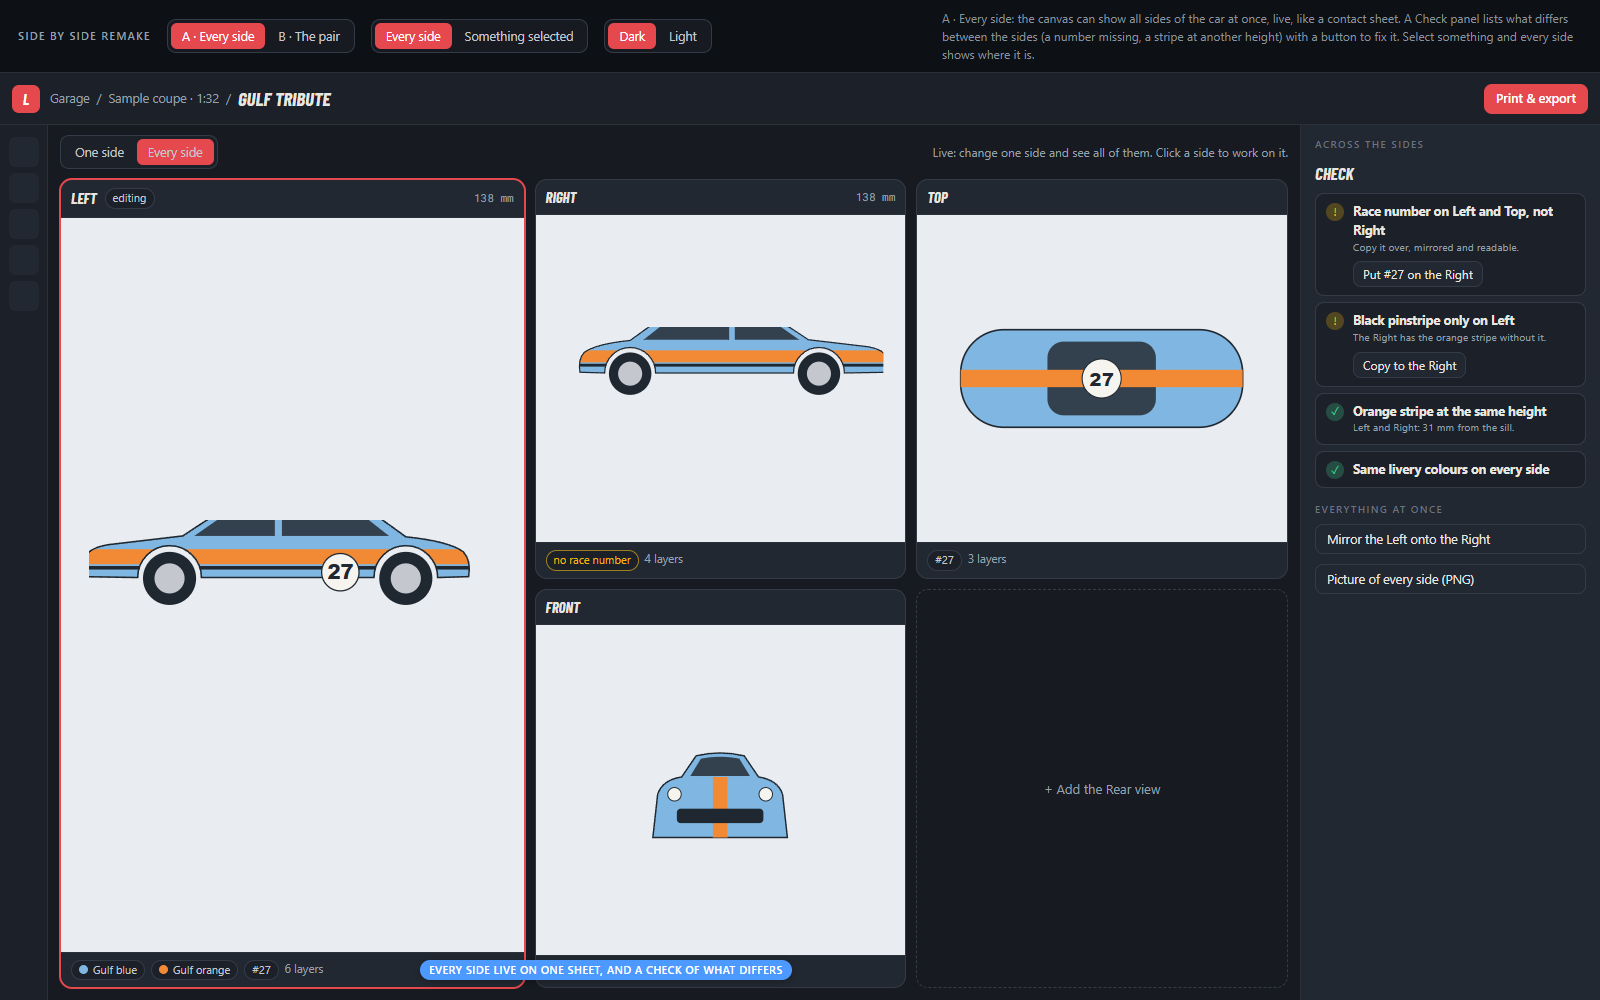 SIDE BY SIDE REMAKE
A · Every side
B · The pair
Every side
Something selected
Dark
Light
A · Every side: the canvas can show all sides of the car at once, live, like a contact sheet. A Check panel lists what differs
between the sides (a number missing, a stripe at another height) with a button to fix it. Select something and every side
shows where it is.
L
Garage / Sample coupe · 1:32 / GULF TRIBUTE
Print & export
One side
Every side
Live: change one side and see all of them. Click a side to work on it.
LEFT
editing
138 mm
27
Gulf blue
Gulf orange
#27
6 layers
RIGHT
138 mm
no race number
4 layers
TOP
27
#27
3 layers
FRONT
+ Add the Rear view
EVERY SIDE LIVE ON ONE SHEET, AND A CHECK OF WHAT DIFFERS
ACROSS THE SIDES
CHECK
!
Race number on Left and Top, not
Right
Copy it over, mirrored and readable.
Put #27 on the Right
!
Black pinstripe only on Left
The Right has the orange stripe without it.
Copy to the Right
✓
Orange stripe at the same height
Left and Right: 31 mm from the sill.
✓
Same livery colours on every side
EVERYTHING AT ONCE
Mirror the Left onto the Right
Picture of every side (PNG)